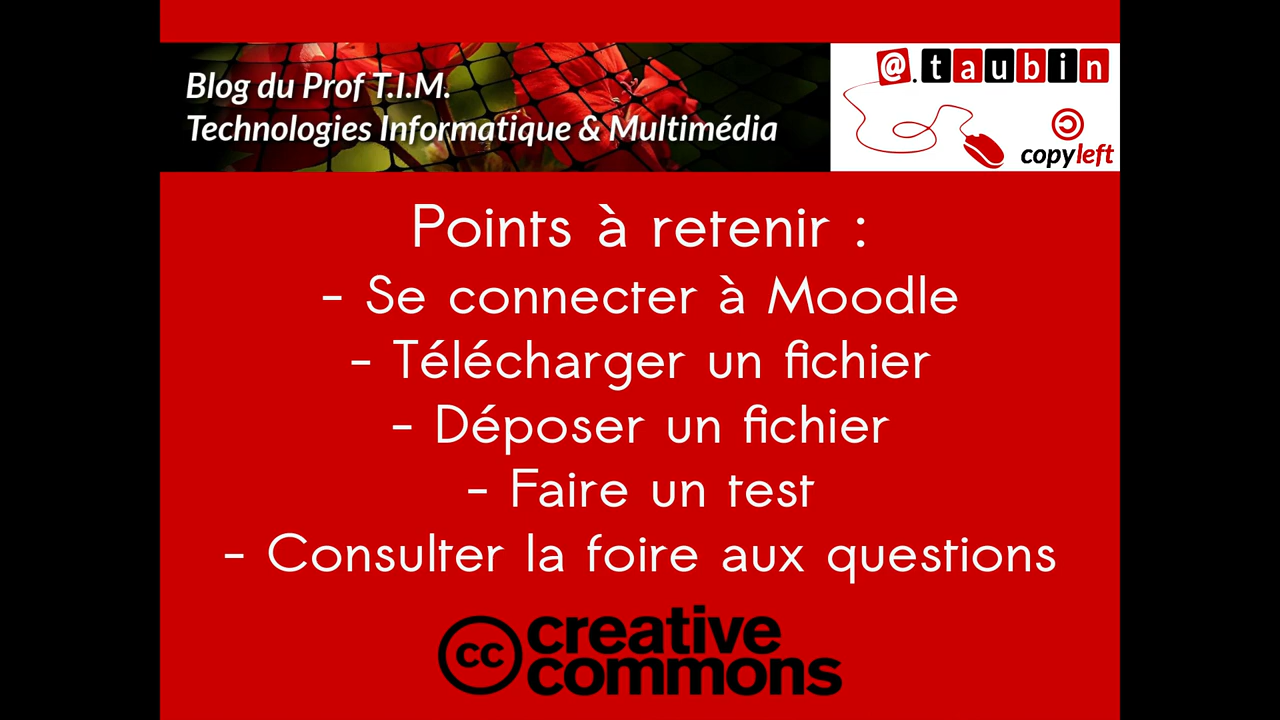 Blog du Prof T.I.M.
Technologies Informatique & Multimédia
@.taubin
copyleft
Points à retenir :
- Se connecter à Moodle
- Télécharger un fichier
- Déposer un fichier
- Faire un test
- Consulter la foire aux questions
cc creative
commons